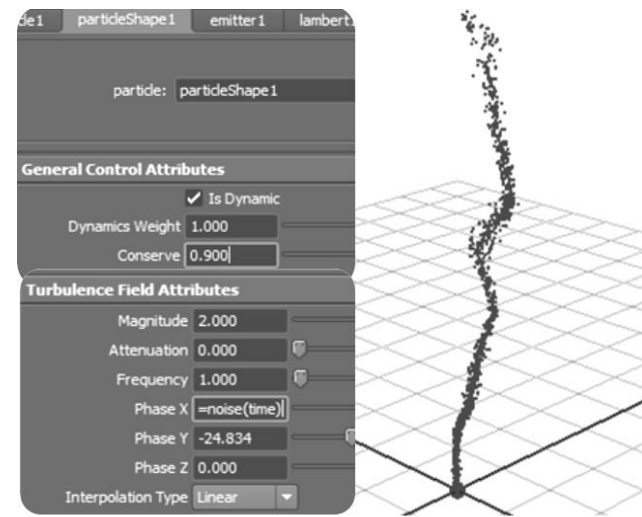 de1 particleShape1 emitter1 lambert
particle: particleShape1
General Control Attributes
Is Dynamic
Dynamics Weight 1.000
Conserve 0.900
Turbulence Field Attributes
Magnitude 2.000
Attenuation 0.000
Frequency 1.000
Phase X =noise(time)
Phase Y -24.834
Phase Z 0.000
Interpolation Type Linear